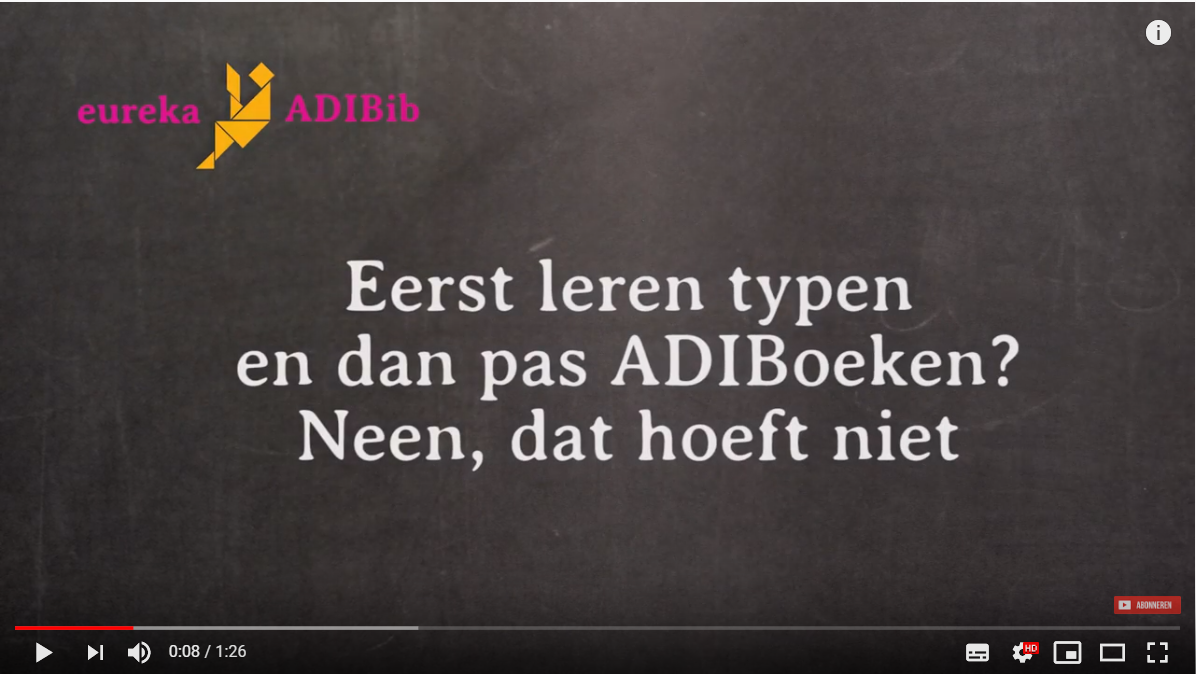 eureka ADIBib
Eerst leren typen
en dan pas ADIBoeken?
Neen, dat hoeft niet
ABONNEREN
0:08 / 1:26
HD